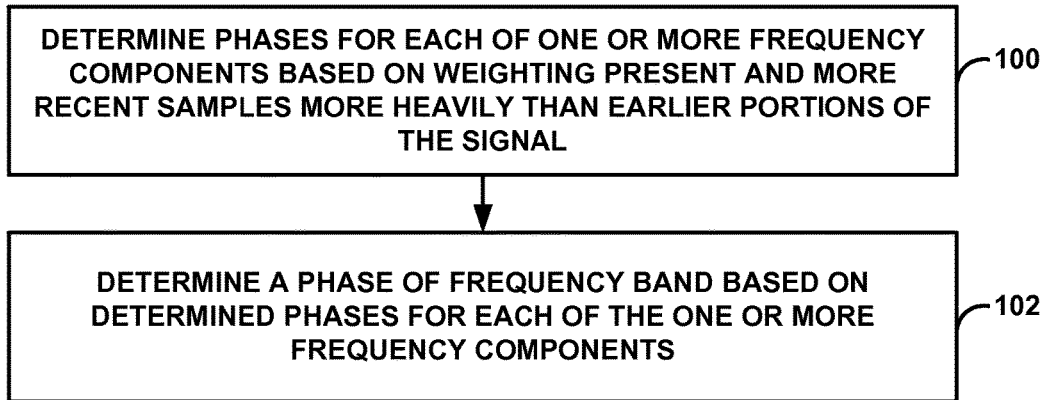 DETERMINE PHASES FOR EACH OF ONE OR MORE FREQUENCY
COMPONENTS BASED ON WEIGHTING PRESENT AND MORE
RECENT SAMPLES MORE HEAVILY THAN EARLIER PORTIONS OF
THE SIGNAL
100
DETERMINE A PHASE OF FREQUENCY BAND BASED ON
DETERMINED PHASES FOR EACH OF THE ONE OR MORE
FREQUENCY COMPONENTS
102